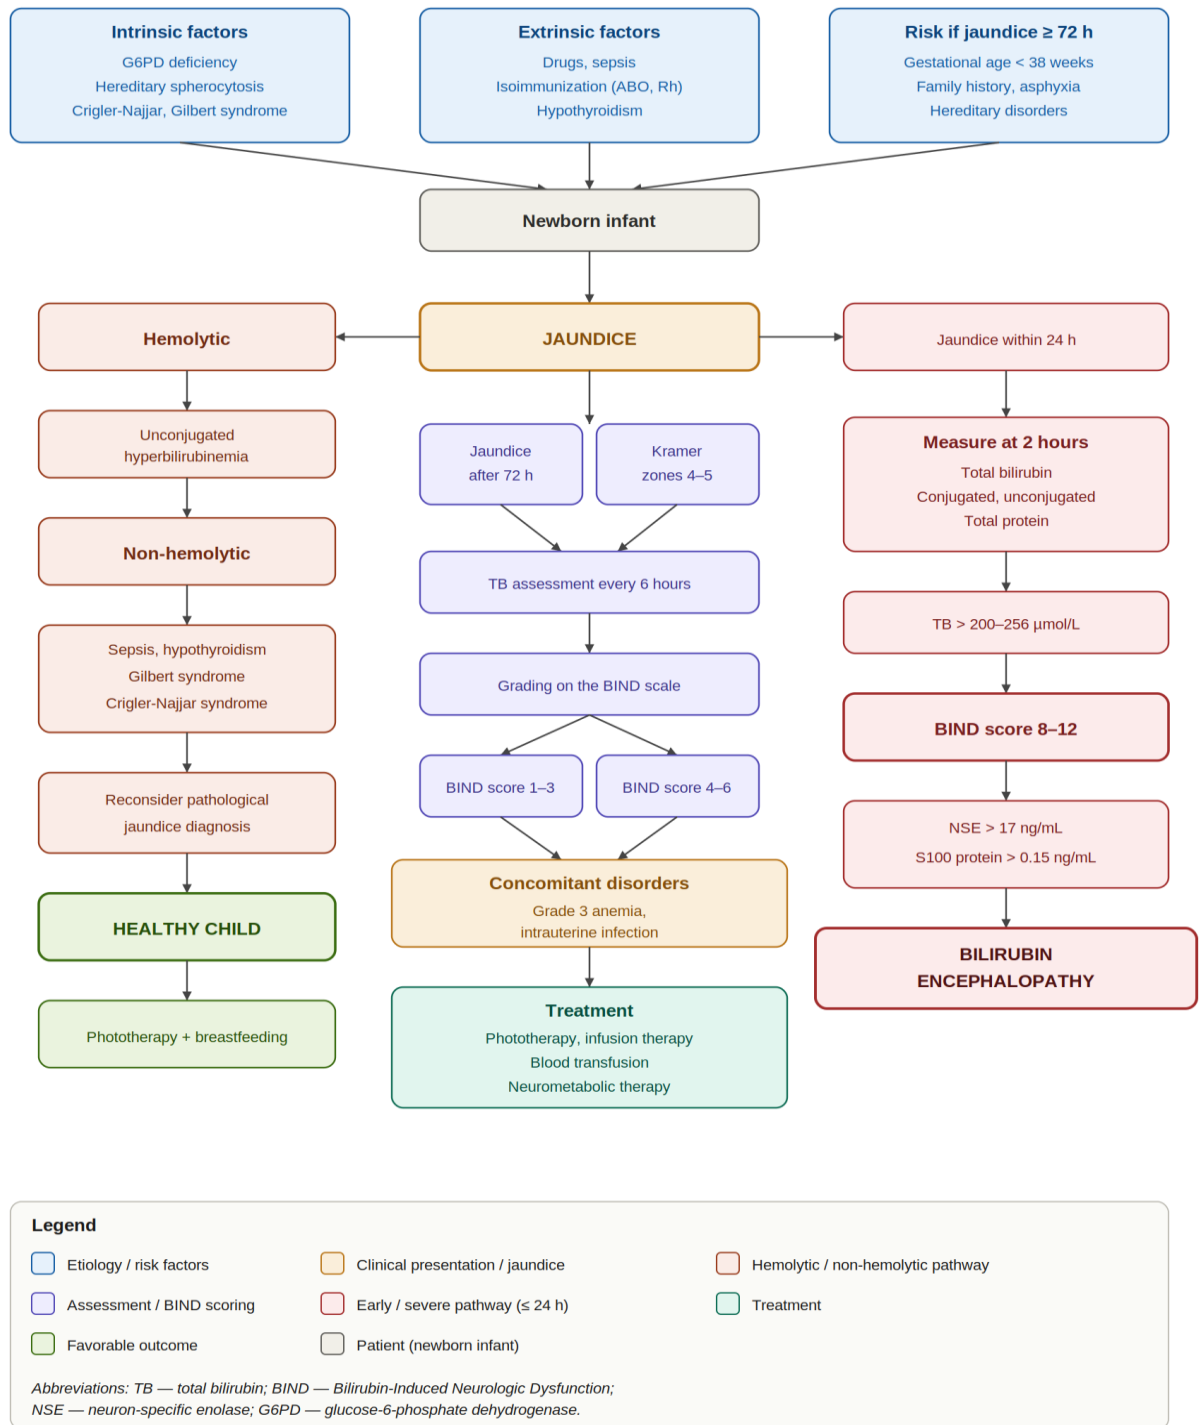 Intrinsic factors
G6PD deficiency
Hereditary spherocytosis
Crigler-Najjar, Gilbert syndrome
Extrinsic factors
Drugs, sepsis
Isoimmunization (ABO, Rh)
Hypothyroidism
Risk if jaundice ≥ 72 h
Gestational age < 38 weeks
Family history, asphyxia
Hereditary disorders
Newborn infant
JAUNDICE
Hemolytic
Unconjugated
hyperbilirubinemia
Non-hemolytic
Sepsis, hypothyroidism
Gilbert syndrome
Crigler-Najjar syndrome
Reconsider pathological
jaundice diagnosis
HEALTHY CHILD
Phototherapy + breastfeeding
Jaundice
after 72 h
Kramer
zones 4–5
TB assessment every 6 hours
Grading on the BIND scale
BIND score 1–3
BIND score 4–6
Concomitant disorders
Grade 3 anemia,
intrauterine infection
Treatment
Phototherapy, infusion therapy
Blood transfusion
Neurometabolic therapy
Jaundice within 24 h
Measure at 2 hours
Total bilirubin
Conjugated, unconjugated
Total protein
TB > 200–256 µmol/L
BIND score 8–12
NSE > 17 ng/mL
S100 protein > 0.15 ng/mL
BILIRUBIN
ENCEPHALOPATHY
Legend
Etiology / risk factors
Clinical presentation / jaundice
Hemolytic / non-hemolytic pathway
Assessment / BIND scoring
Early / severe pathway (≤ 24 h)
Treatment
Favorable outcome
Patient (newborn infant)
Abbreviations: TB — total bilirubin; BIND — Bilirubin-Induced Neurologic Dysfunction;
NSE — neuron-specific enolase; G6PD — glucose-6-phosphate dehydrogenase.